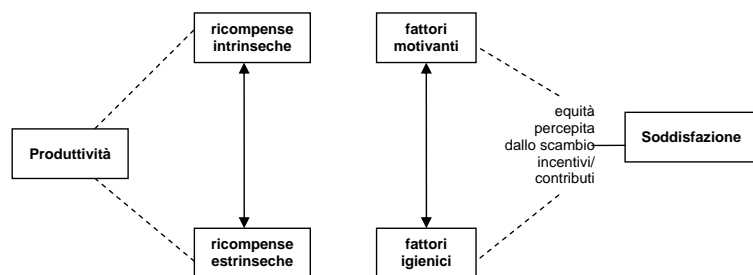 ricompense
intrinseche
fattori
motivanti
Produttività
equità
percepita
dallo scambio
incentivi/
contributi
Soddisfazione
ricompense
estrinseche
fattori
igienici